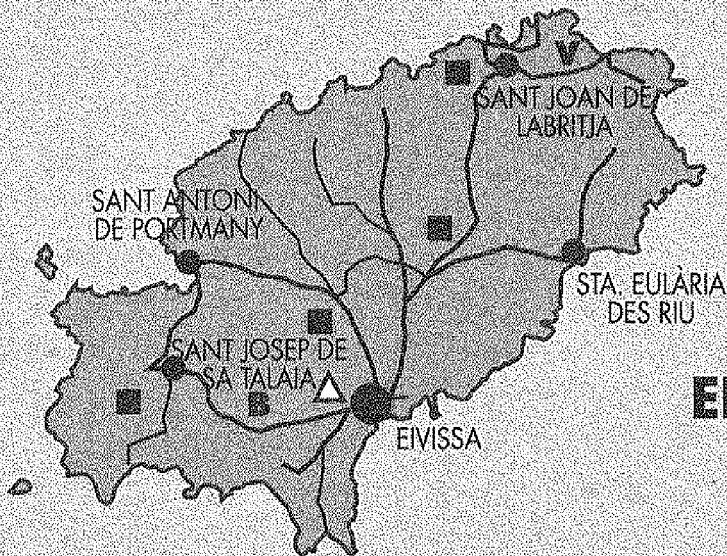 SANT JOAN DE
LABRITJA
SANT ANTONI
DE PORTMANY
STA. EULÀRIA
DES RIU
SANT JOSEP DE
SA TALAIA
EIVISSA